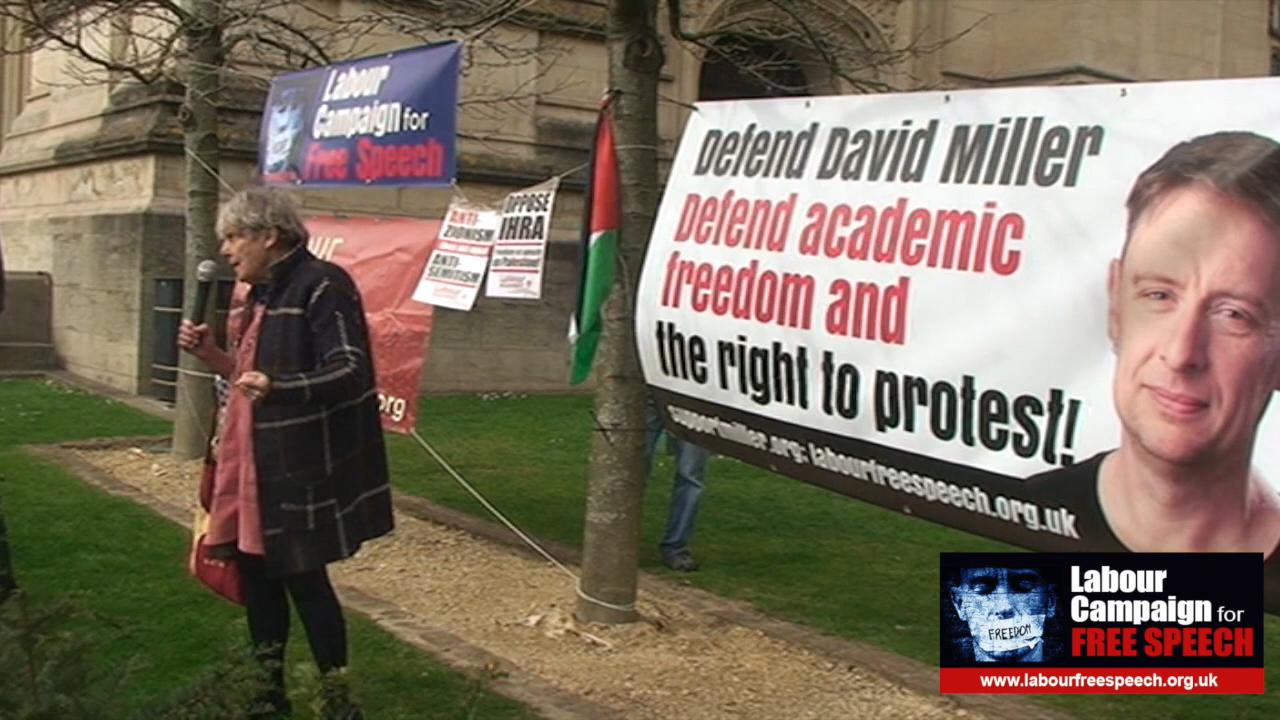 Labour
Campaign for
Free Speech
ANTI-
ZIONISM
ANTI-
SEMITISM
OPPOSE
IHRA
org
Defend David Miller
Defend academic
freedom and
the right to protest!
supportmiller.org; labourfreespeech.org.uk
FREEDOM
Labour
Campaign for
FREE SPEECH
www.labourfreespeech.org.uk